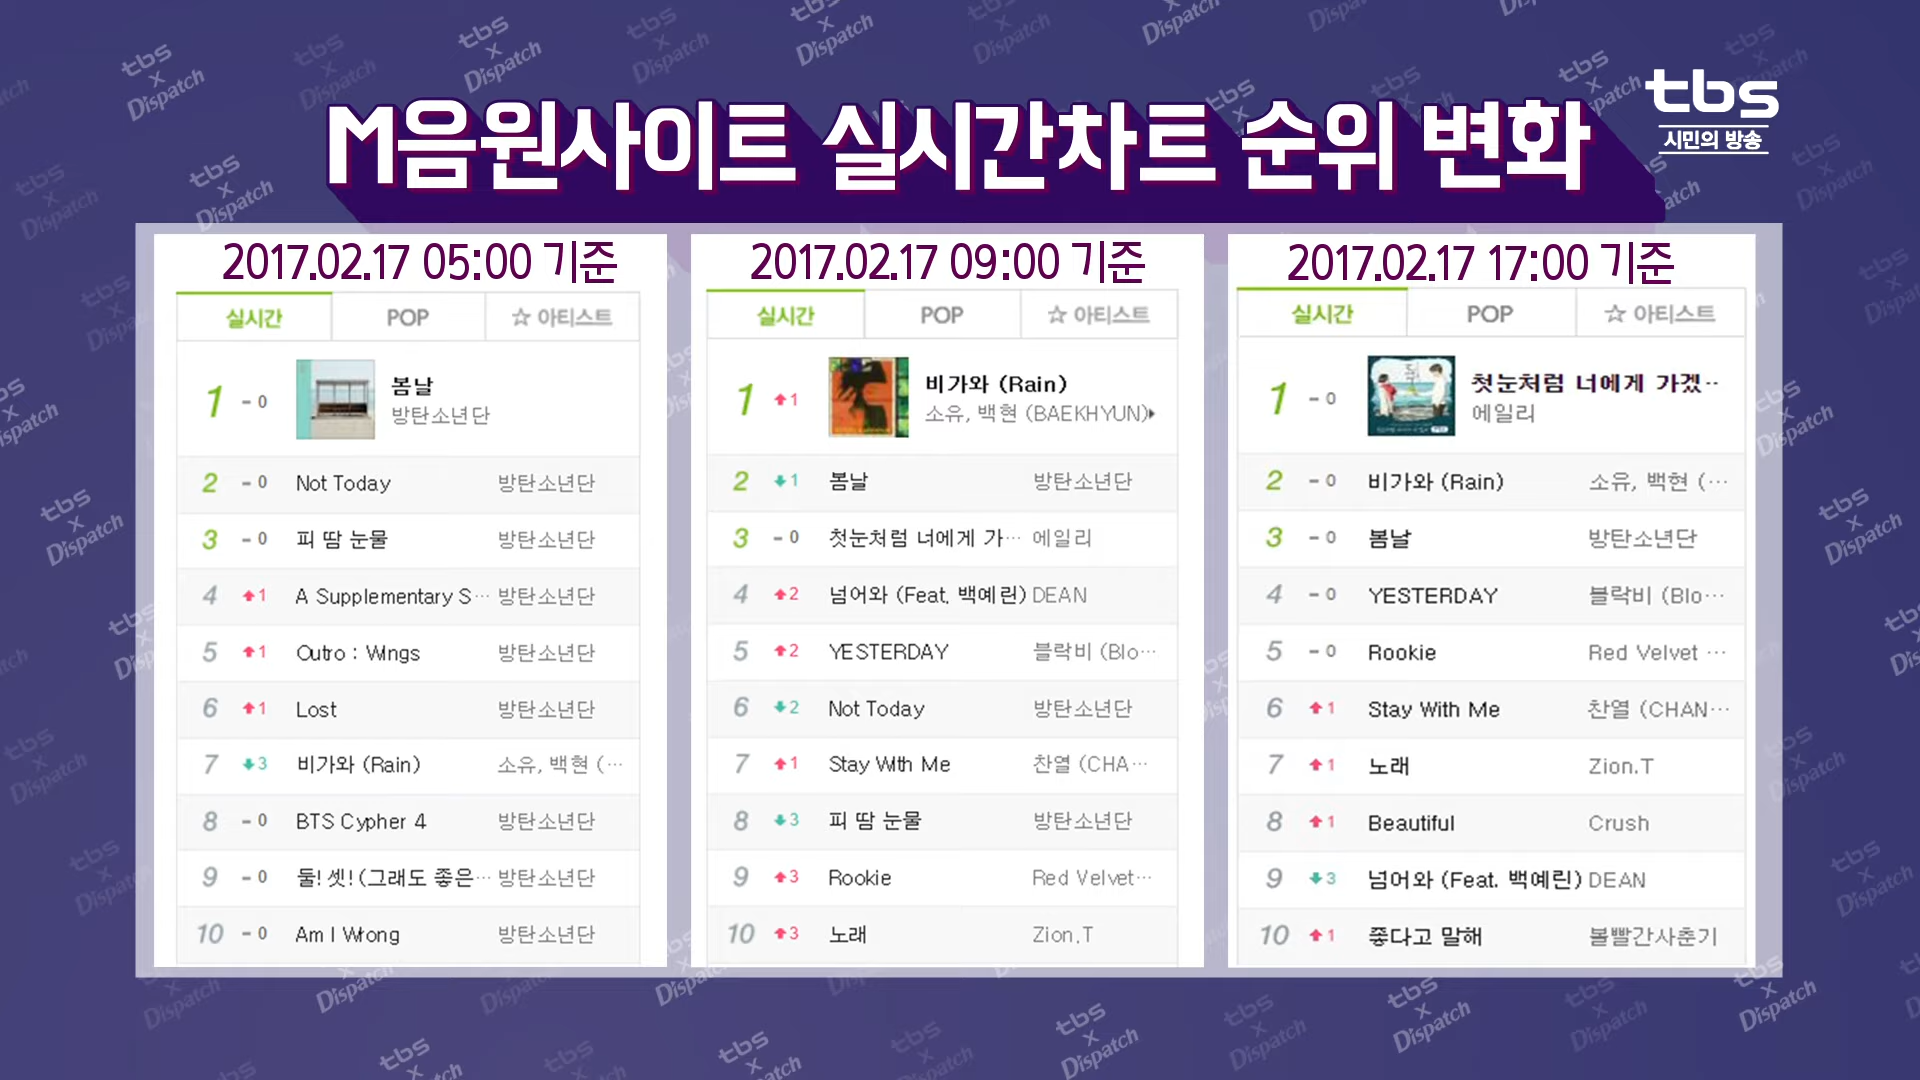 tbs
시민의 방송
M음원사이트 실시간차트 순위 변화
2017.02.17 05:00 기준
실시간 POP ☆ 아티스트
1 - 0 봄날
방탄소년단
2 - 0 Not Today 방탄소년단
3 - 0 피 땀 눈물 방탄소년단
4 1 A Supplementary S… 방탄소년단
5 1 Outro : Wings 방탄소년단
6 1 Lost 방탄소년단
7 3 비가와 (Rain) 소유, 백현 (…
8 - 0 BTS Cypher 4 방탄소년단
9 - 0 둘! 셋! (그래도 좋은… 방탄소년단
10 - 0 Am I Wrong 방탄소년단
2017.02.17 09:00 기준
실시간 POP ☆ 아티스트
1 1 비가와 (Rain)
소유, 백현 (BAEKHYUN)
2 1 봄날 방탄소년단
3 - 0 첫눈처럼 너에게 가… 에일리
4 2 넘어와 (Feat. 백예린) DEAN
5 2 YESTERDAY 블락비 (Blo…
6 2 Not Today 방탄소년단
7 1 Stay With Me 찬열 (CHA…
8 3 피 땀 눈물 방탄소년단
9 3 Rookie Red Velvet…
10 3 노래 Zion.T
2017.02.17 17:00 기준
실시간 POP ☆ 아티스트
1 - 0 첫눈처럼 너에게 가겠…
에일리
2 - 0 비가와 (Rain) 소유, 백현 (…
3 - 0 봄날 방탄소년단
4 - 0 YESTERDAY 블락비 (Blo…
5 - 0 Rookie Red Velvet …
6 1 Stay With Me 찬열 (CHAN…
7 1 노래 Zion.T
8 1 Beautiful Crush
9 3 넘어와 (Feat. 백예린) DEAN
10 1 좋다고 말해 볼빨간사춘기
tbs
x
Dispatch